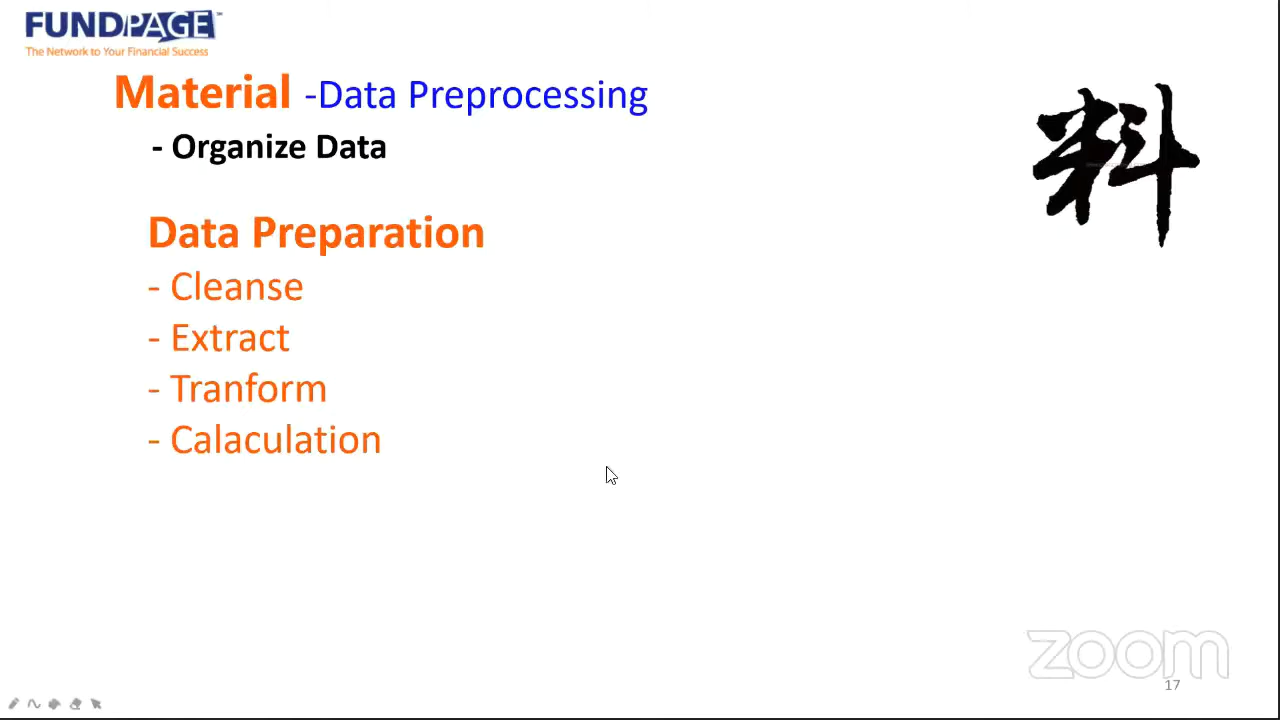 FUNDPAGE™
The Network to Your Financial Success
Material -Data Preprocessing
- Organize Data
料
Data Preparation
- Cleanse
- Extract
- Tranform
- Calaculation
zoom
17